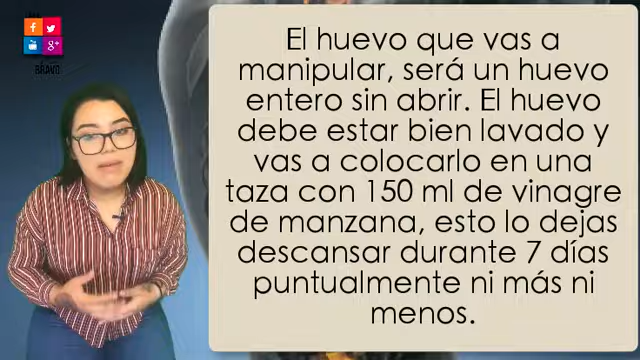 BRAVO
El huevo que vas a
manipular, será un huevo
entero sin abrir. El huevo
debe estar bien lavado y
vas a colocarlo en una
taza con 150 ml de vinagre
de manzana, esto lo dejas
descansar durante 7 días
puntualmente ni más ni
menos.